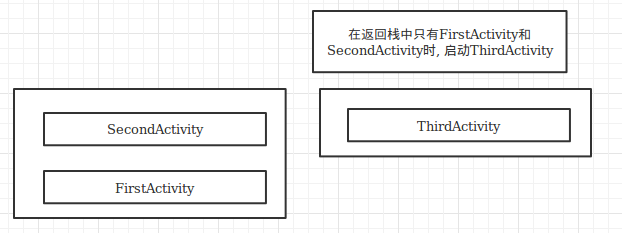 在返回栈中只有FirstActivity和
SecondActivity时, 启动ThirdActivity
SecondActivity
FirstActivity
ThirdActivity